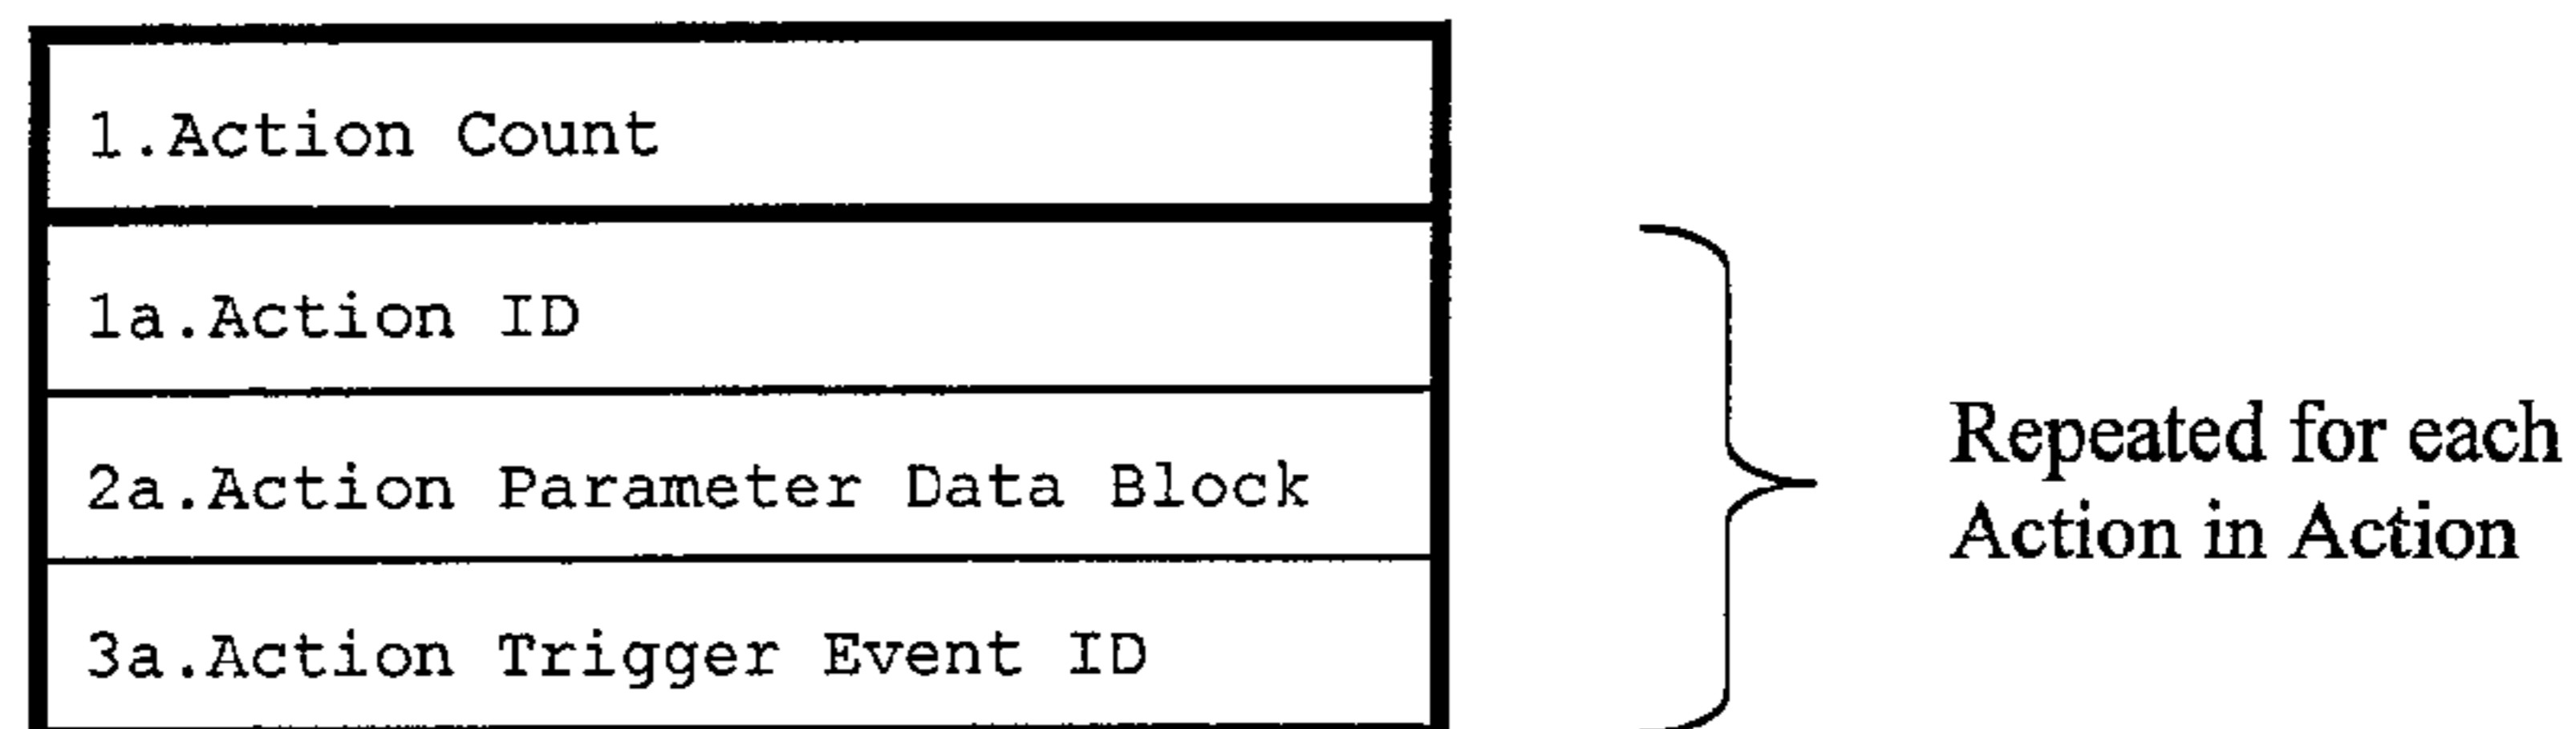 1.Action Count
1a.Action ID
2a.Action Parameter Data Block
3a.Action Trigger Event ID
Repeated for each
Action in Action